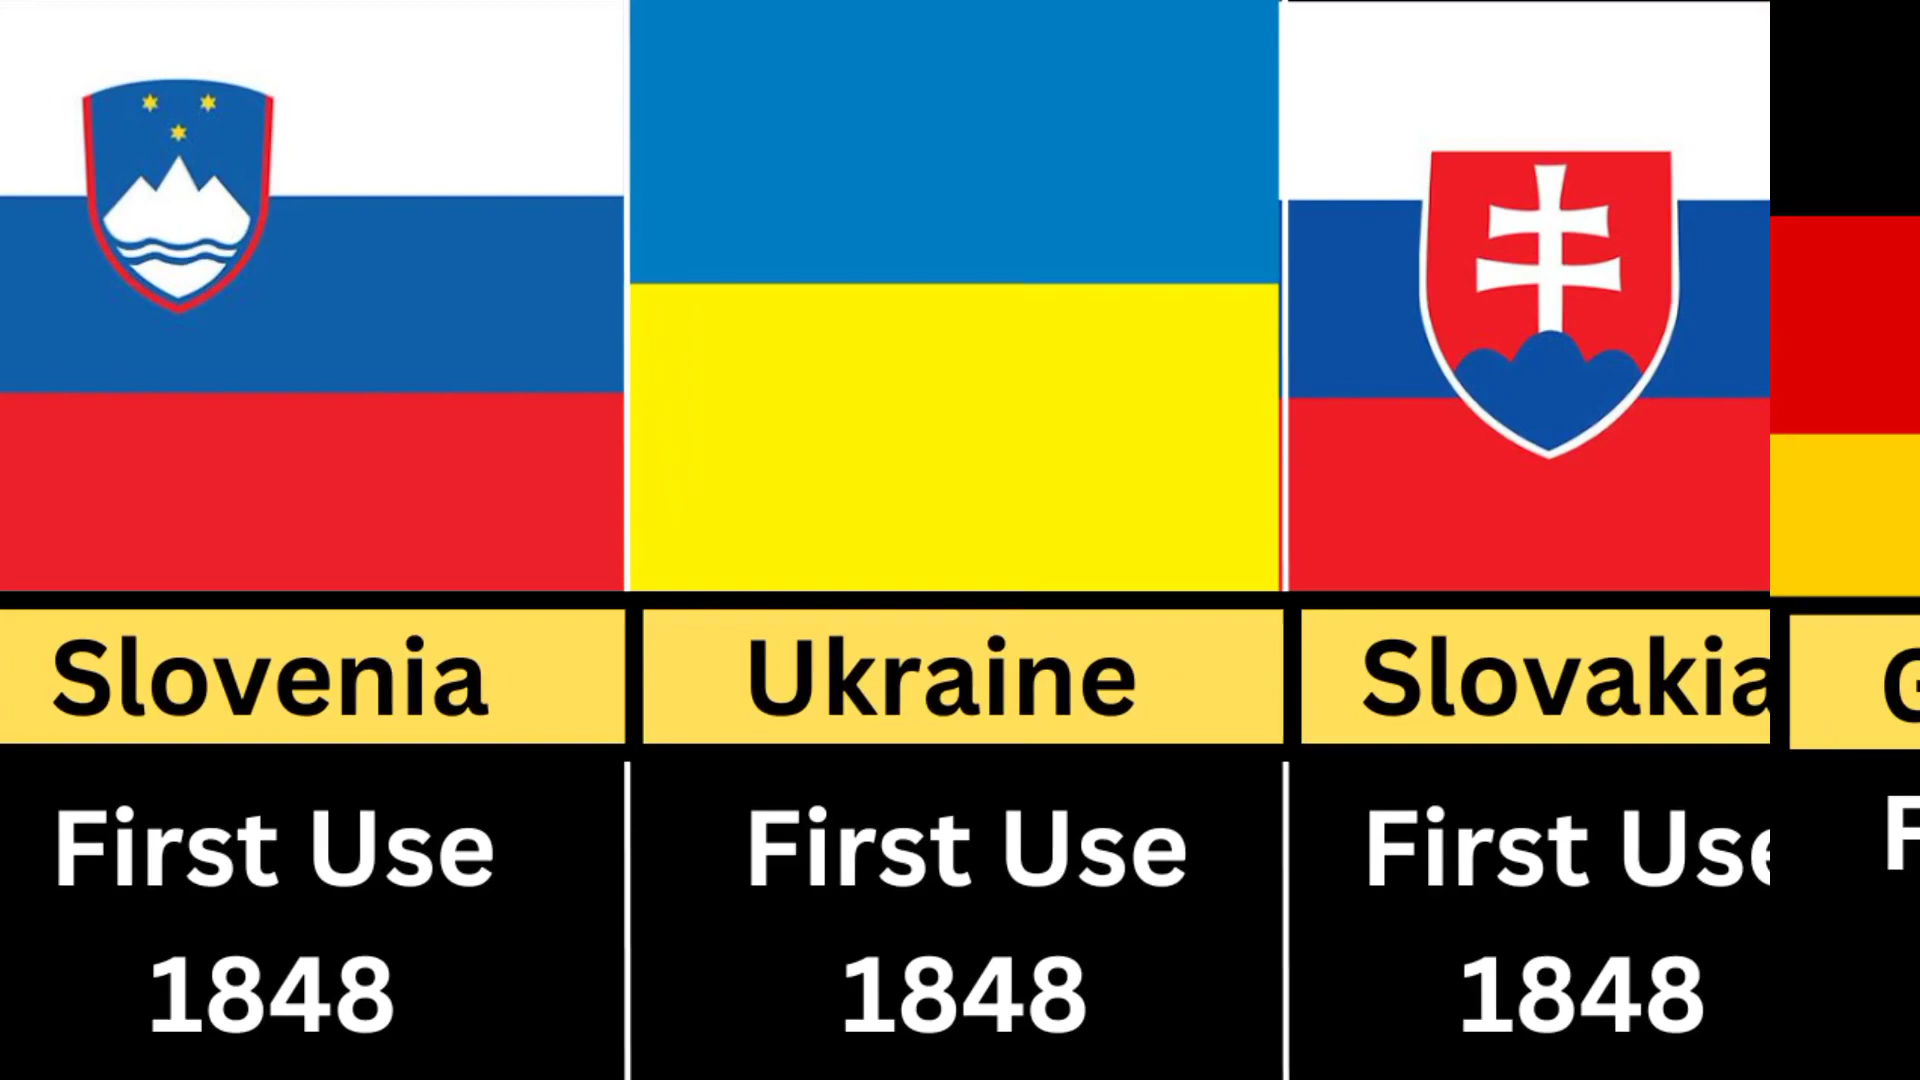 Slovenia
Ukraine
Slovakia
First Use
First Use
First Use
1848
1848
1848